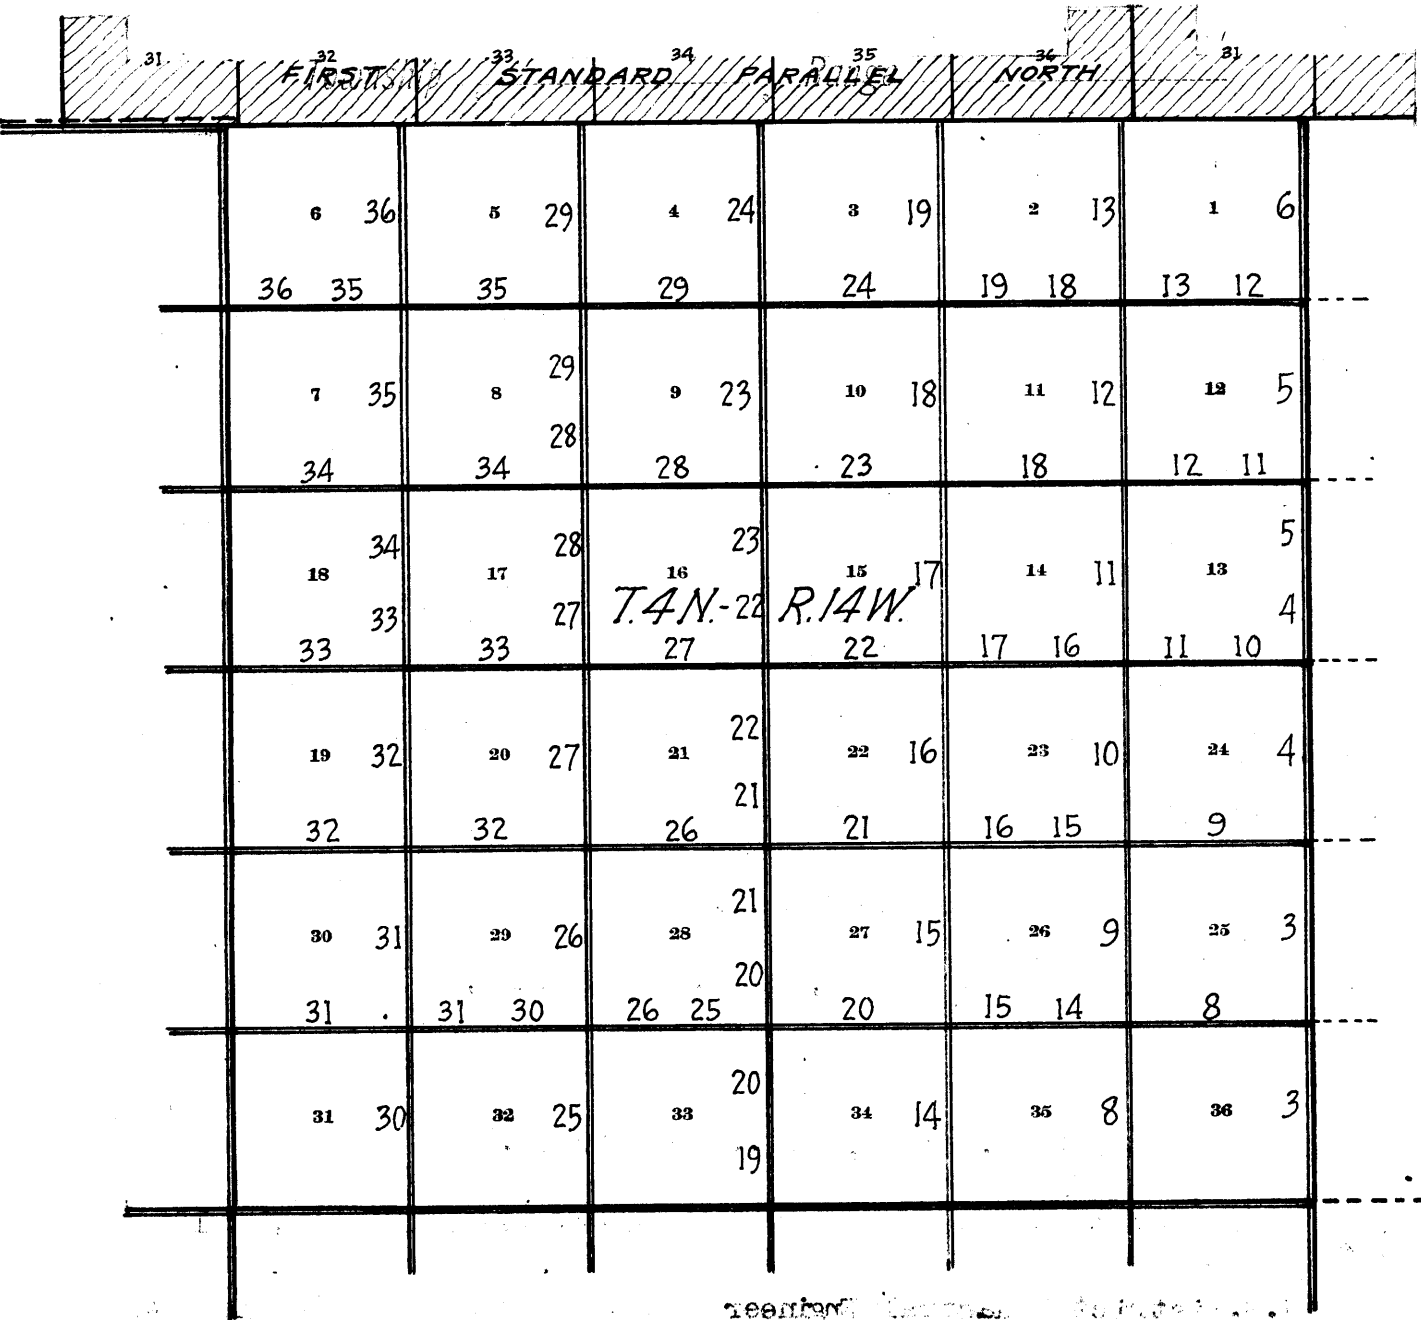 31 32 33 34 35 36 31
FIRST STANDARD PARALLEL NORTH
Township Range
6 36 5 29 4 24 3 19 2 13 1 6
36 35 35 29 24 19 18 13 12
29
7 35 8 9 23 10 18 11 12 12 5
28
34 34 28 23 18 12 11
34 28 23 5
18 17 16 15 17 14 11 13
33 27 T.4N.-22 R.14W. 4
33 33 27 22 17 16 11 10
22
19 32 20 27 21 22 16 23 10 24 4
21
32 32 26 21 16 15 9
21
30 31 29 26 28 27 15 26 9 25 3
20
31 31 30 26 25 20 15 14 8
20
31 30 32 25 33 34 14 35 8 36 3
19
Engineer